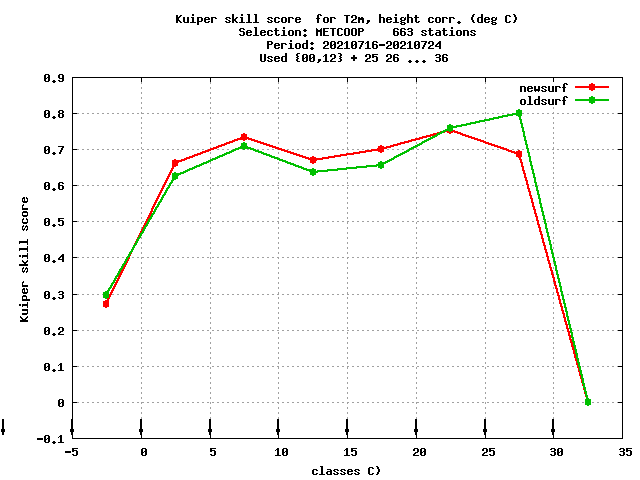 Kuiper skill score  for T2m, height corr. (deg C)
Selection: METCOOP    663 stations
Period: 20210716-20210724
Used {00,12} + 25 26 ... 36
newsurf
oldsurf
Kuiper skill score
0.9
0.8
0.7
0.6
0.5
0.4
0.3
0.2
0.1
0
-0.1
-5
0
5
10
15
20
25
30
35
classes C)